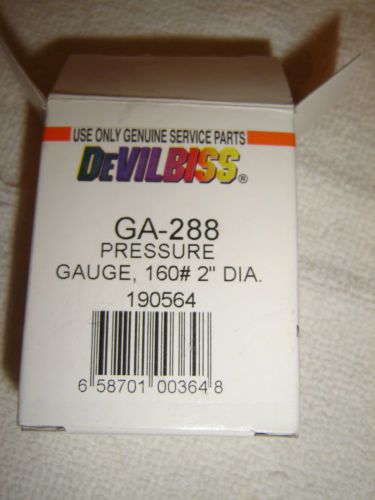 USE ONLY GENUINE SERVICE PARTS
DEVILBISS®
GA-288
PRESSURE
GAUGE, 160# 2" DIA.
190564
6 58701 00364 8